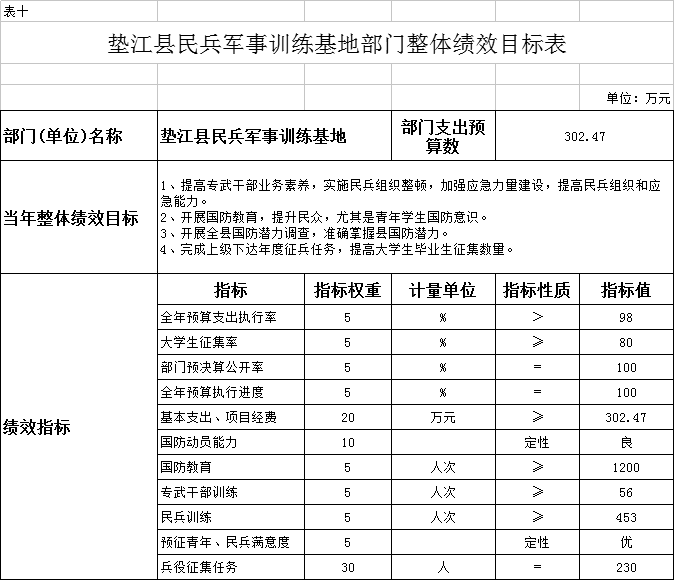 表十
垫江县民兵军事训练基地部门整体绩效目标表
单位：万元
部门(单位)名称 垫江县民兵军事训练基地 部门支出预算数 302.47
当年整体绩效目标
1、提高专武干部业务素养，实施民兵组织整顿，加强应急力量建设，提高民兵组织和应
急能力。
2、开展国防教育，提升民众，尤其是青年学生国防意识。
3、开展全县国防潜力调查，准确掌握县国防潜力。
4、完成上级下达年度征兵任务，提高大学生毕业生征集数量。
绩效指标
指标 指标权重 计量单位 指标性质 指标值
全年预算支出执行率 5 % ＞ 98
大学生征集率 5 % ≥ 80
部门预决算公开率 5 % = 100
全年预算执行进度 5 % = 100
基本支出、项目经费 20 万元 ≥ 302.47
国防动员能力 10 定性 良
国防教育 5 人次 ≥ 1200
专武干部训练 5 人次 ≥ 56
民兵训练 5 人次 ≥ 453
预征青年、民兵满意度 5 定性 优
兵役征集任务 30 人 = 230